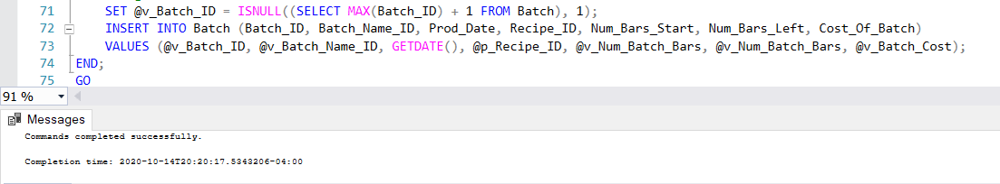 71 SET @v_Batch_ID = ISNULL((SELECT MAX(Batch_ID) + 1 FROM Batch), 1);
72 INSERT INTO Batch (Batch_ID, Batch_Name_ID, Prod_Date, Recipe_ID, Num_Bars_Start, Num_Bars_Left, Cost_Of_Batch)
73 VALUES (@v_Batch_ID, @v_Batch_Name_ID, GETDATE(), @p_Recipe_ID, @v_Num_Batch_Bars, @v_Num_Batch_Bars, @v_Batch_Cost);
74 END;
75 GO
91 %
Messages
Commands completed successfully.
Completion time: 2020-10-14T20:20:17.5343206-04:00